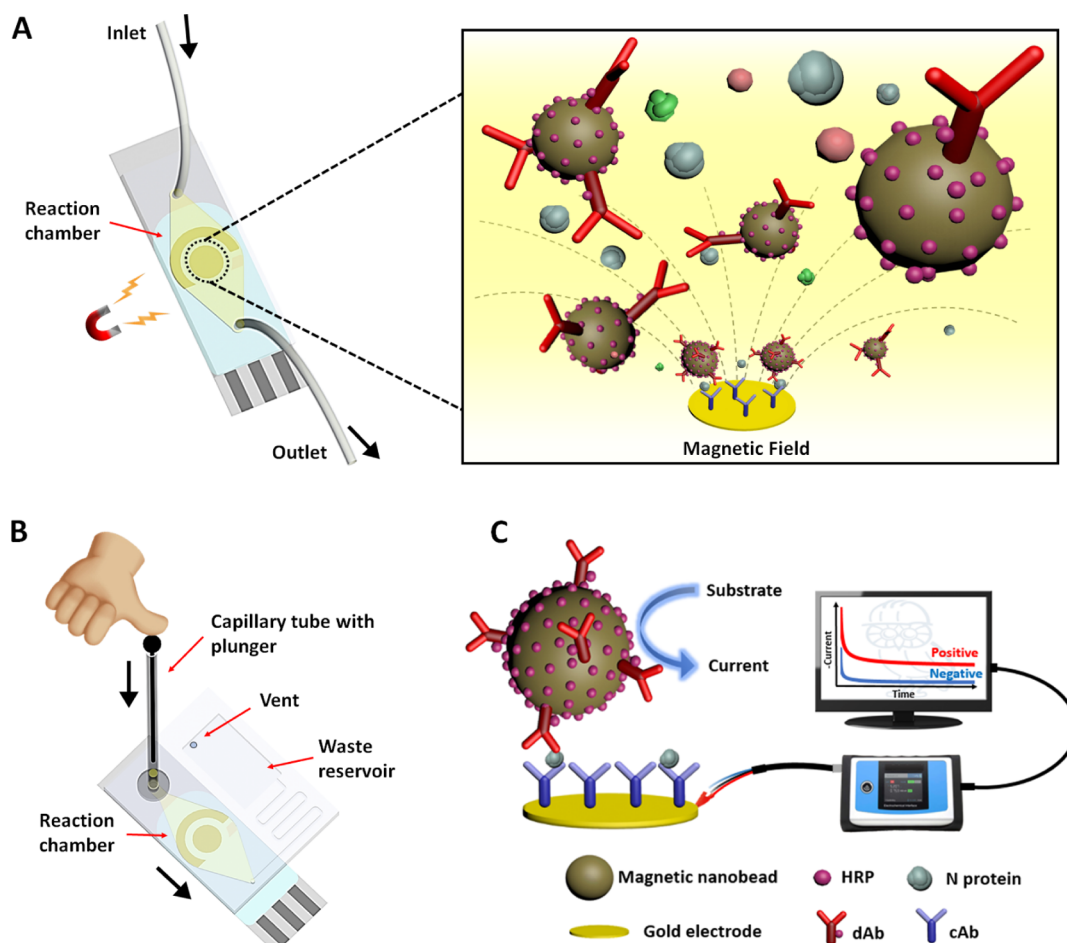 A
Inlet
Reaction
chamber
Outlet
Magnetic Field
B
Capillary tube with
plunger
Vent
Waste
reservoir
Reaction
chamber
C
Substrate
Current
-Current
Positive
Negative
Time
Magnetic nanobead
HRP
N protein
Gold electrode
dAb
cAb